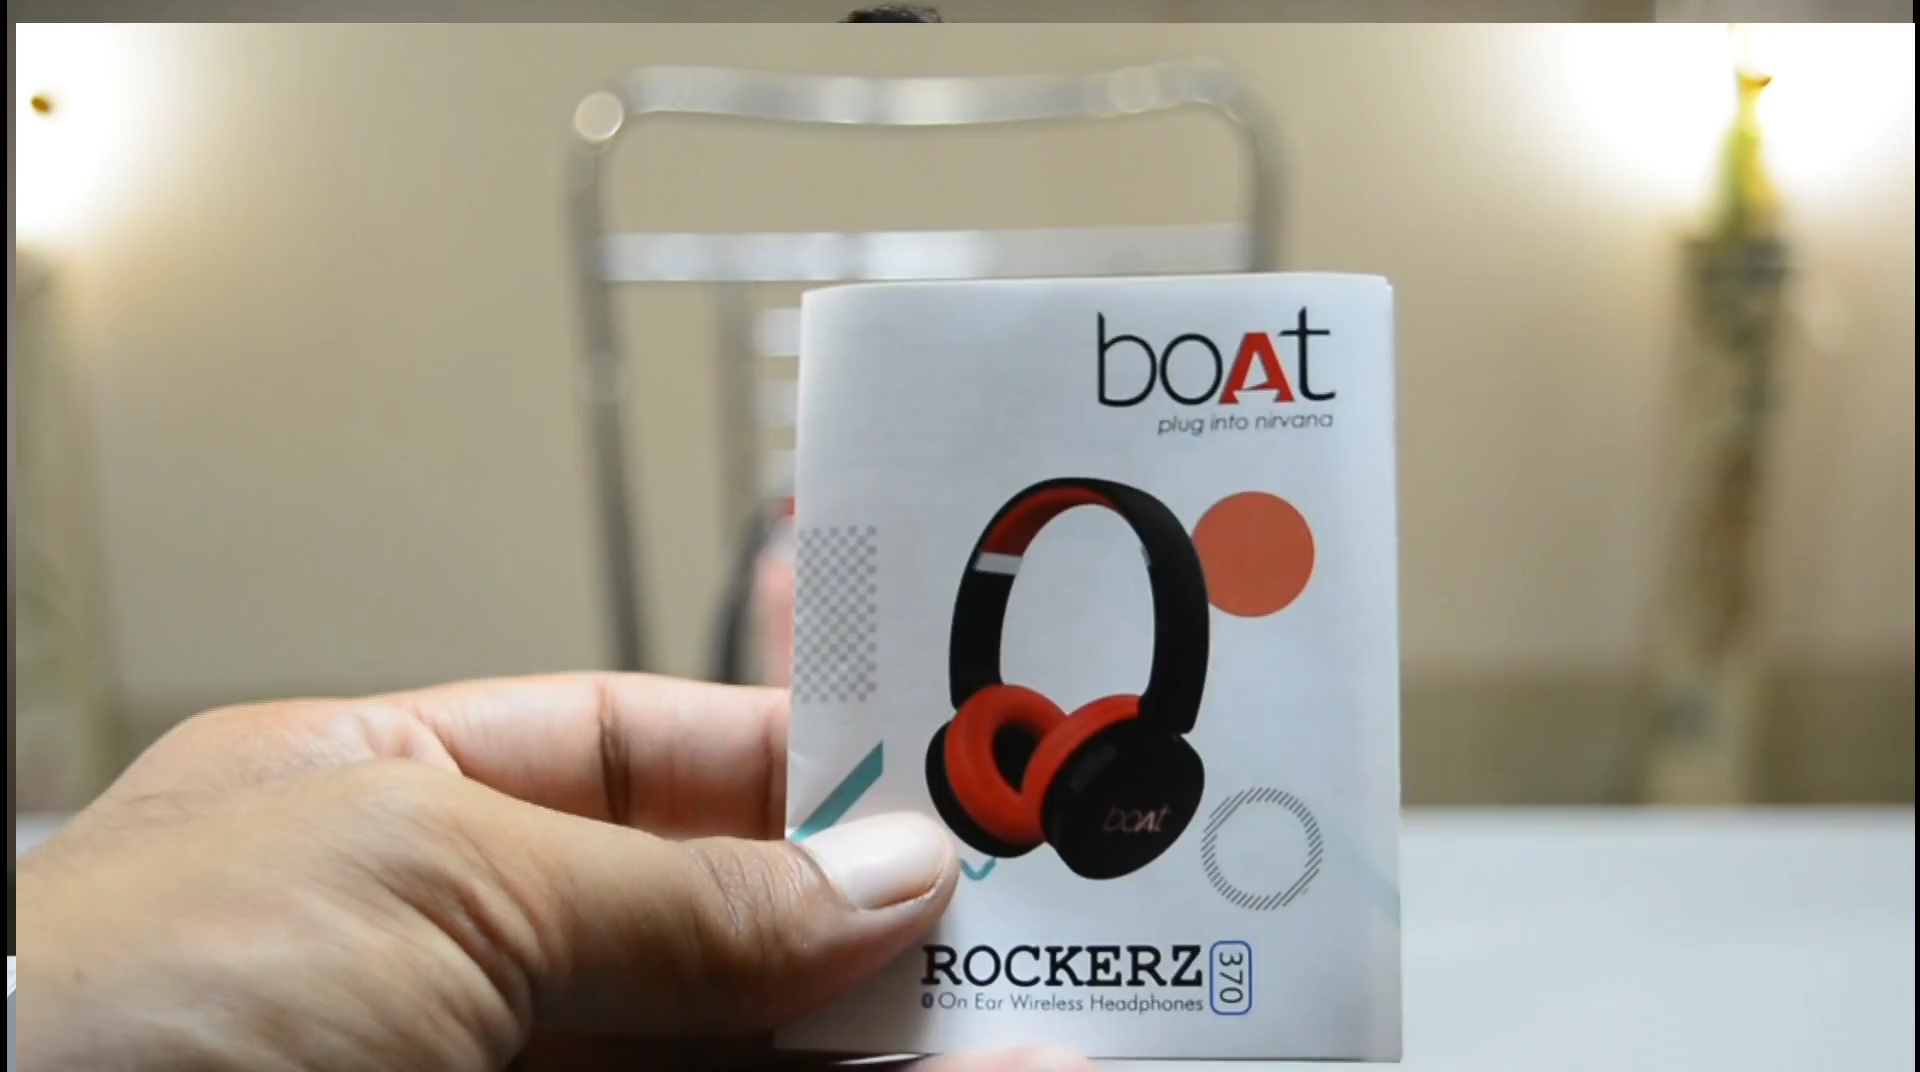 boAt
plug into nirvana
boAt
ROCKERZ 370
On Ear Wireless Headphones